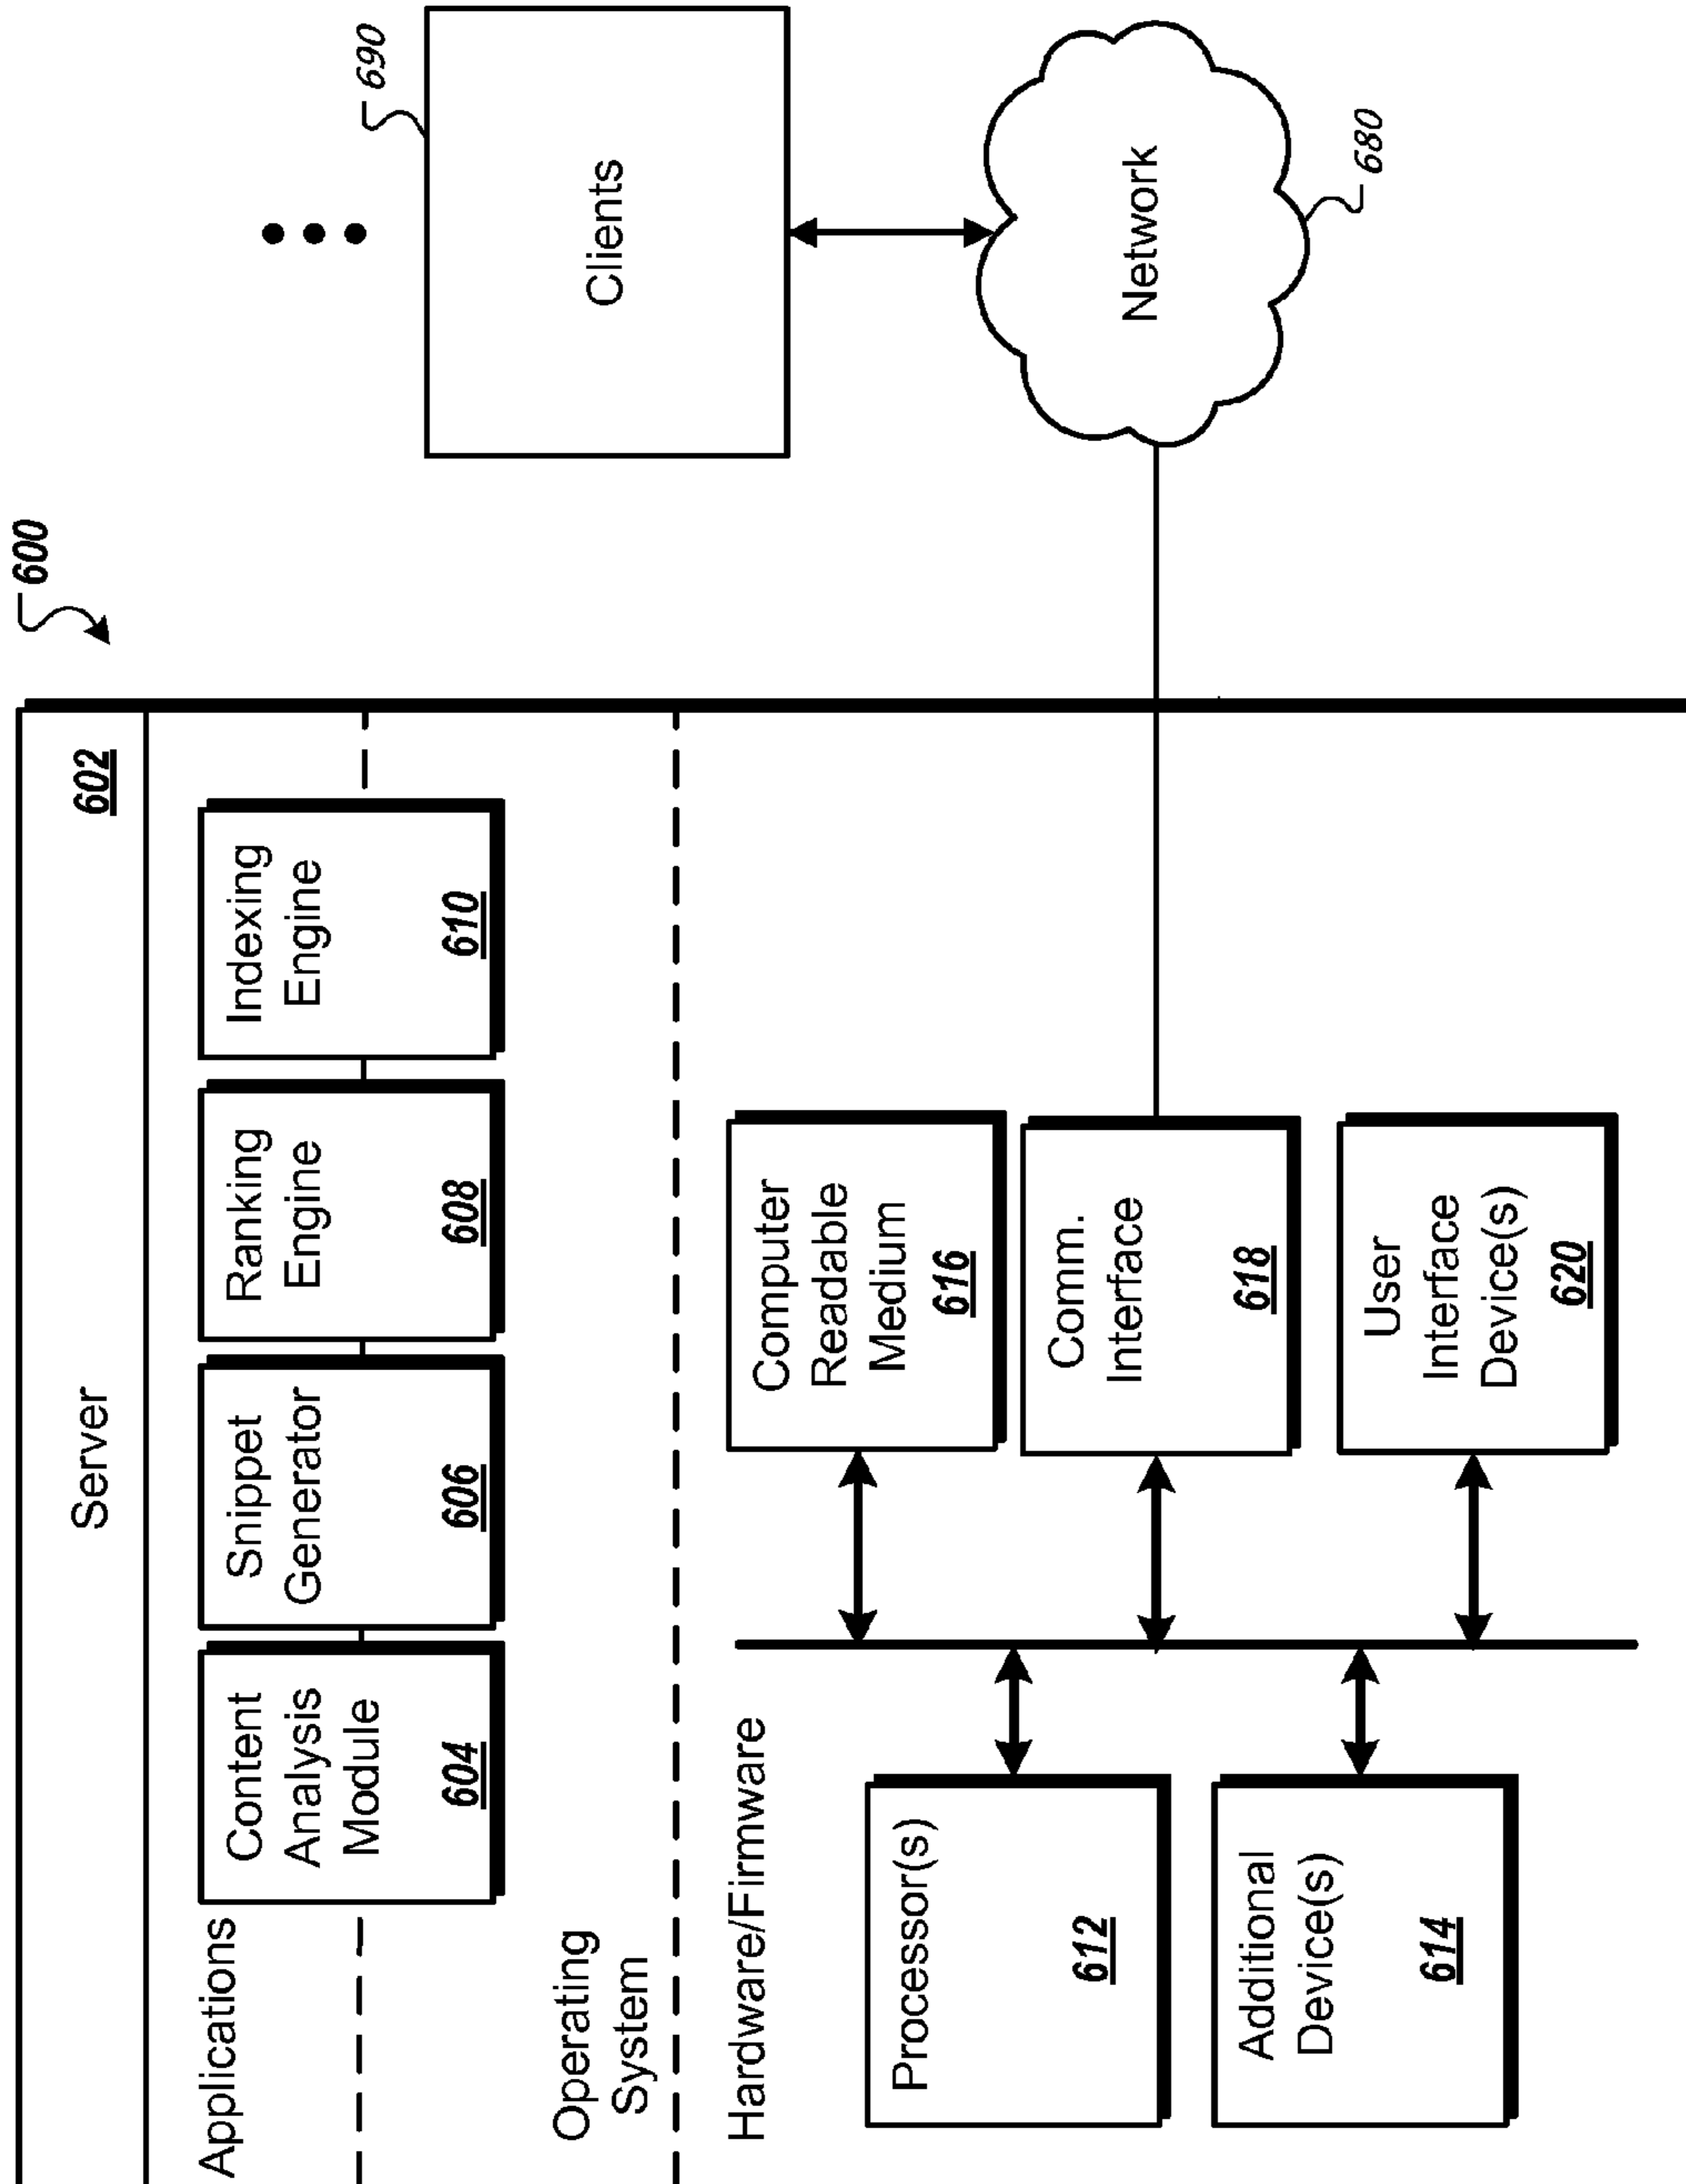 600
Server
602
Applications
Content
Analysis
Module
604
Snippet
Generator
606
Ranking
Engine
608
Indexing
Engine
610
Operating
System
Hardware/Firmware
Processor(s)
612
Additional
Device(s)
614
Computer
Readable
Medium
616
Comm.
Interface
618
User
Interface
Device(s)
620
690
Clients
Network
680